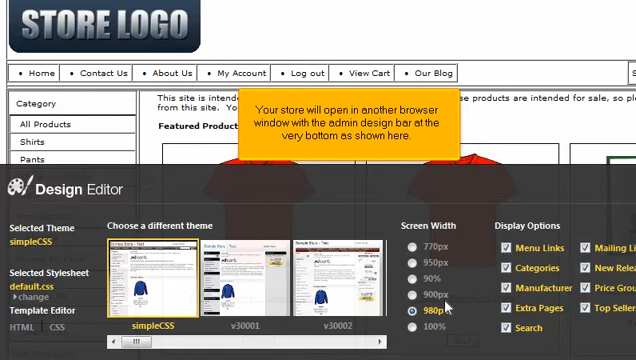 STORE LOGO
• Home • Contact Us • About Us • My Account • Log out • View Cart • Our Blog
Category
All Products
Shirts
Pants
This site is
from this site. Yo
Featured Product
Your store will open in another browser
window with the admin design bar at the
very bottom as shown here.
se products are intended for sale, so ple
Design Editor
Selected Theme
simpleCSS
Selected Stylesheet
default.css
change
Template Editor
HTML CSS
Choose a different theme
simpleCSS v30001 v30002
Screen Width
770px
950px
90%
900px
980p
100%
Display Options
Menu Links
Categories
Manufacturer
Extra Pages
Search
Mailing Li
New Relea
Price Grou
Top Seller